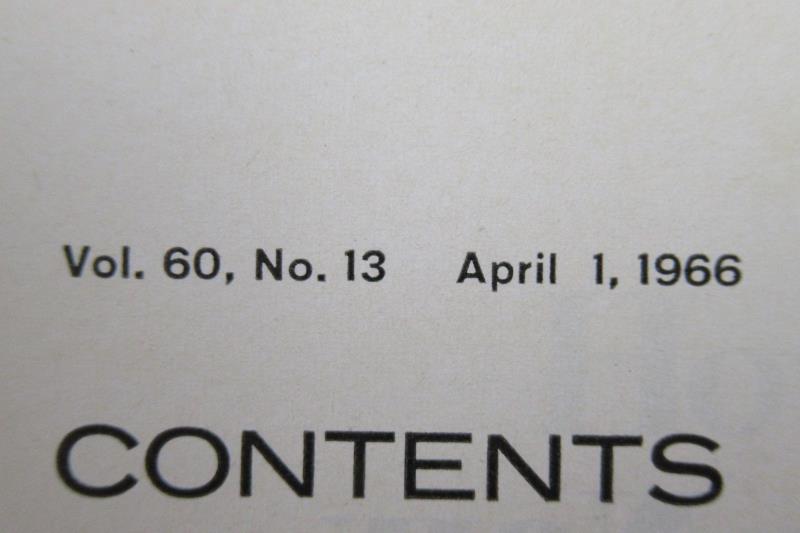 Vol. 60, No. 13 April 1, 1966
CONTENTS